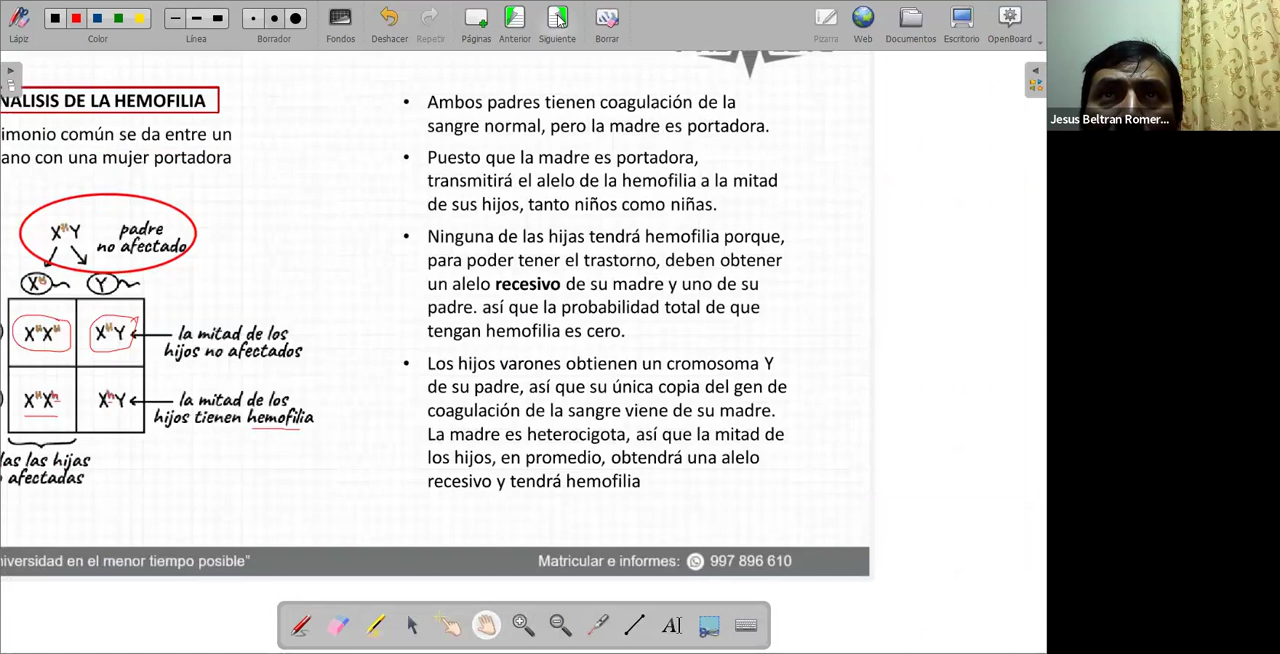 Lápiz
Color
Línea
Borrador
Fondos
Deshacer
Repetir
Páginas
Anterior
Siguiente
Borrar
Pizarra
Web
Documentos
Escritorio
OpenBoard
Jesus Beltran Romer...
NALISIS DE LA HEMOFILIA
imonio común se da entre un
ano con una mujer portadora
XᴴY
padre
no afectado
Xᴴ
Y
XᴴXᴴ
XᴴY
la mitad de los
hijos no afectados
XᴴXʰ
XʰY
la mitad de los
hijos tienen hemofilia
las las hijas
afectadas
• Ambos padres tienen coagulación de la
sangre normal, pero la madre es portadora.
• Puesto que la madre es portadora,
transmitirá el alelo de la hemofilia a la mitad
de sus hijos, tanto niños como niñas.
• Ninguna de las hijas tendrá hemofilia porque,
para poder tener el trastorno, deben obtener
un alelo recesivo de su madre y uno de su
padre. así que la probabilidad total de que
tengan hemofilia es cero.
• Los hijos varones obtienen un cromosoma Y
de su padre, así que su única copia del gen de
coagulación de la sangre viene de su madre.
La madre es heterocigota, así que la mitad de
los hijos, en promedio, obtendrá una alelo
recesivo y tendrá hemofilia
niversidad en el menor tiempo posible"
Matricular e informes: 997 896 610